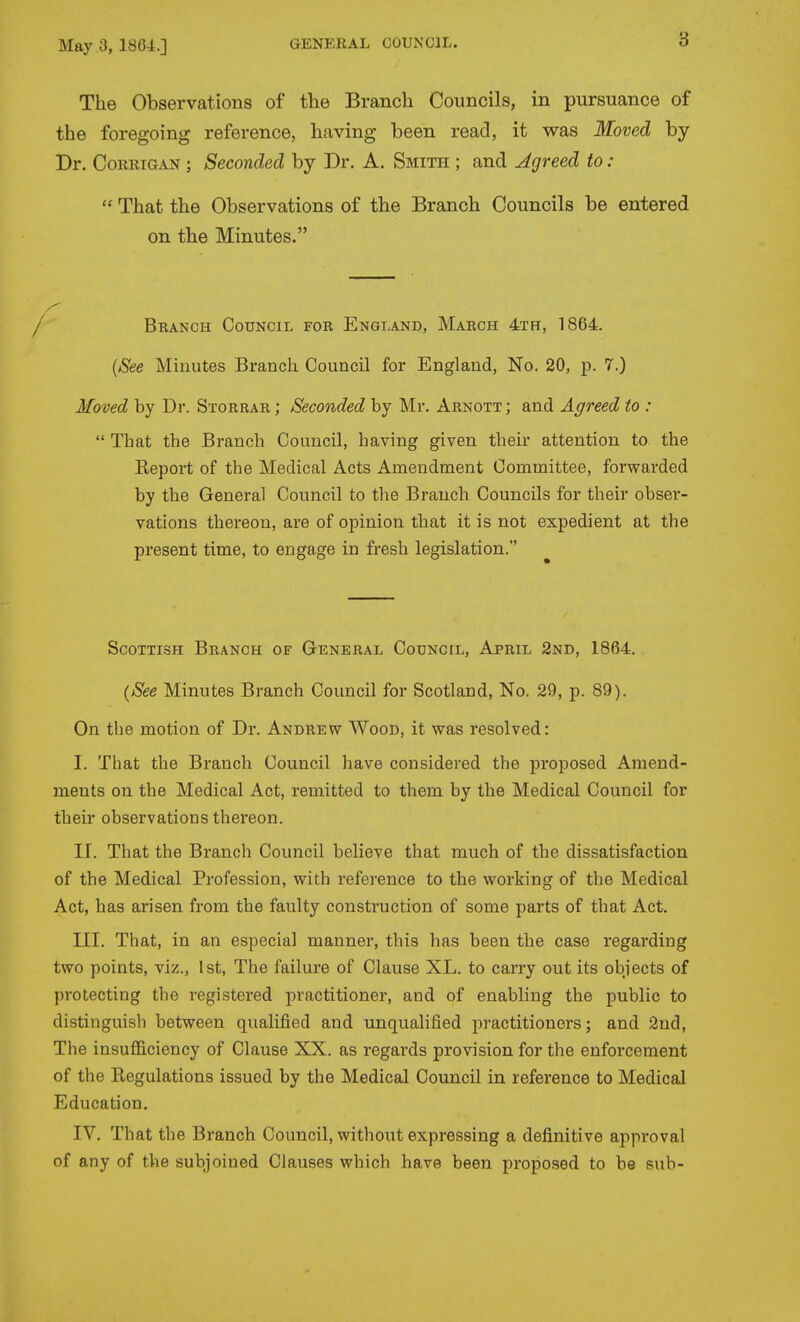 May 3, 1864.] GENERAL COUNCIL. 3
The Observations of the Branch Councils, in pursuance of
the foregoing reference, having been read, it was Moved by
Dr. Corrigan ; Seconded by Dr. A. Smith ; and Agreed to :
“ That the Observations of the Branch Councils be entered
on the Minutes.”
Branch Council for England, March 4th, 1864.
(See Minutes Branch Council for England, No. 20, p. 7.)
Moved by Dr. Storrar ; Seconded by Mr. Arnott ; and Agreed to :
“ That the Branch Council, having given their attention to the
Report of the Medical Acts Amendment Committee, forwarded
by the General Council to the Branch Councils for their obser-
vations thereon, are of opinion that it is not expedient at the
present time, to engage in fresh legislation.”
Scottish Branch of General Council, April 2nd, 1864.
(See Minutes Branch Council for Scotland, No. 29, p. 89).
On the motion of Dr. Andrew Wood, it was resolved:
I. That the Branch Council have considered the proposed Amend-
ments on the Medical Act, remitted to them by the Medical Council for
their observations thereon.
II. That the Branch Council believe that much of the dissatisfaction
of the Medical Profession, with reference to the working of the Medical
Act, has arisen from the faulty construction of some parts of that Act.
III. That, in an especial manner, this has been the case regarding
two points, viz., 1st, The failure of Clause XL. to carry out its objects of
protecting the registered practitioner, and of enabling the public to
distinguish between qualified and unqualified practitioners; and 2nd,
The insufficiency of Clause XX. as regards provision for the enforcement
of the Regulations issued by the Medical Council in reference to Medical
Education.
IV. That the Branch Council, without expressing a definitive approval
of any of the subjoined Clauses which have been proposed to be sub-